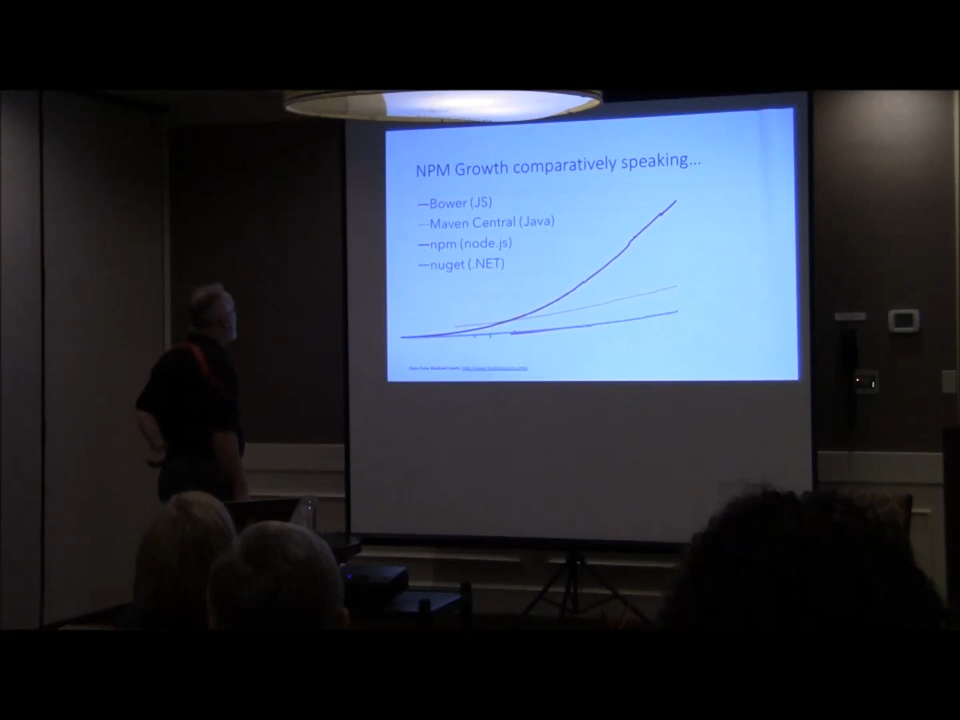 NPM Growth comparatively speaking...
—Bower (JS)
—Maven Central (Java)
—npm (node.js)
—nuget (.NET)